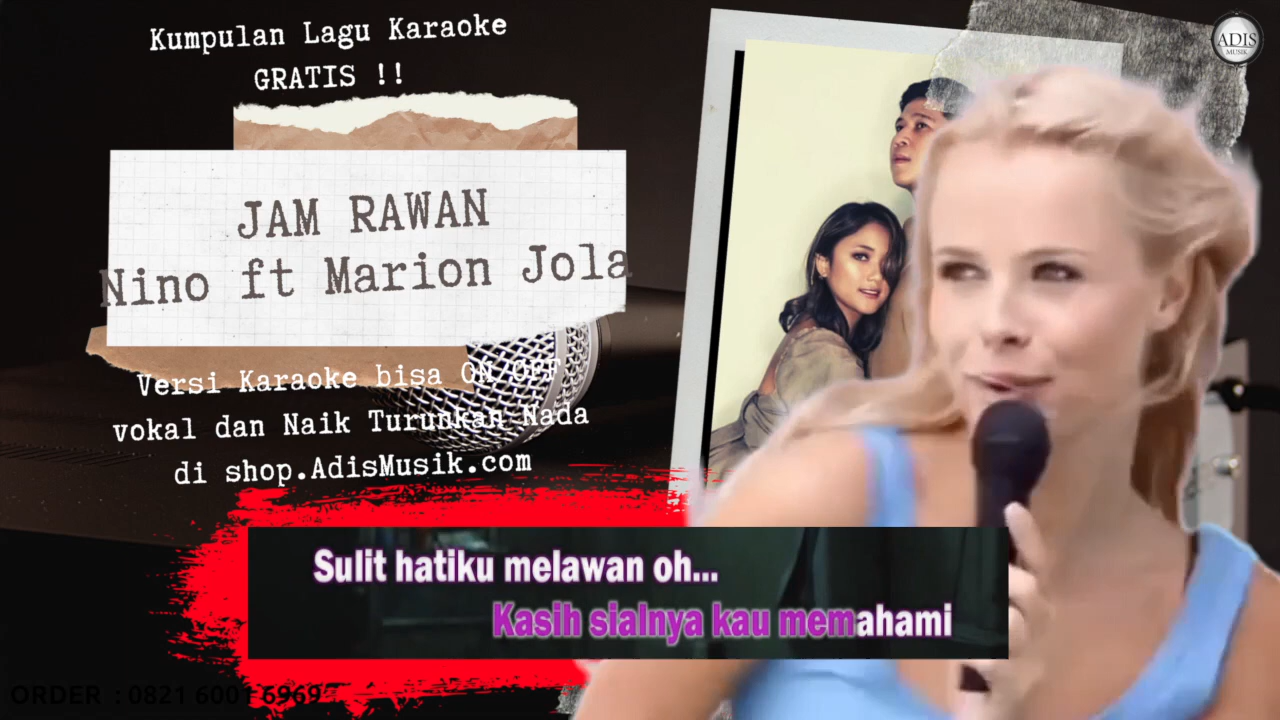 Kumpulan Lagu Karaoke
GRATIS !!
ADIS
MUSIK
JAM RAWAN
Nino ft Marion Jola
Versi Karaoke bisa ON OFF
vokal dan Naik Turunkan Nada
di shop.AdisMusik.com
Sulit hatiku melawan oh...
Kasih sialnya kau memahami
ORDER : 0821 6001 6969